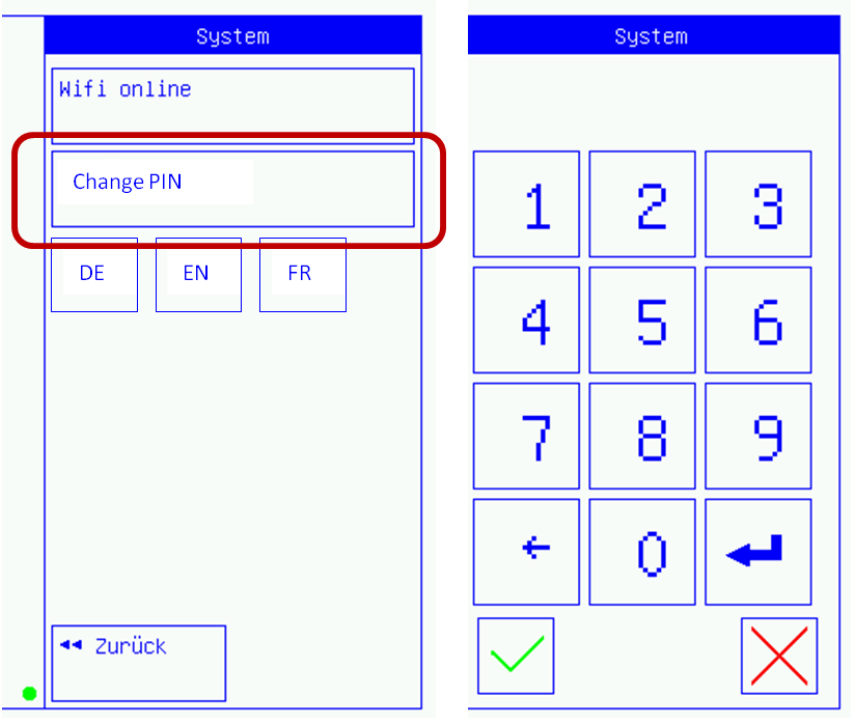 System
Wifi online
Change PIN
DE EN FR
◄◄ Zurück
System
1 2 3
4 5 6
7 8 9
← 0 ↵